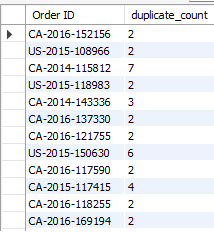 Order ID duplicate_count
CA-2016-152156 2
US-2015-108966 2
CA-2014-115812 7
US-2015-118983 2
CA-2014-143336 3
CA-2016-137330 2
CA-2016-121755 2
US-2015-150630 6
CA-2016-117590 2
CA-2015-117415 4
CA-2016-118255 2
CA-2016-169194 2